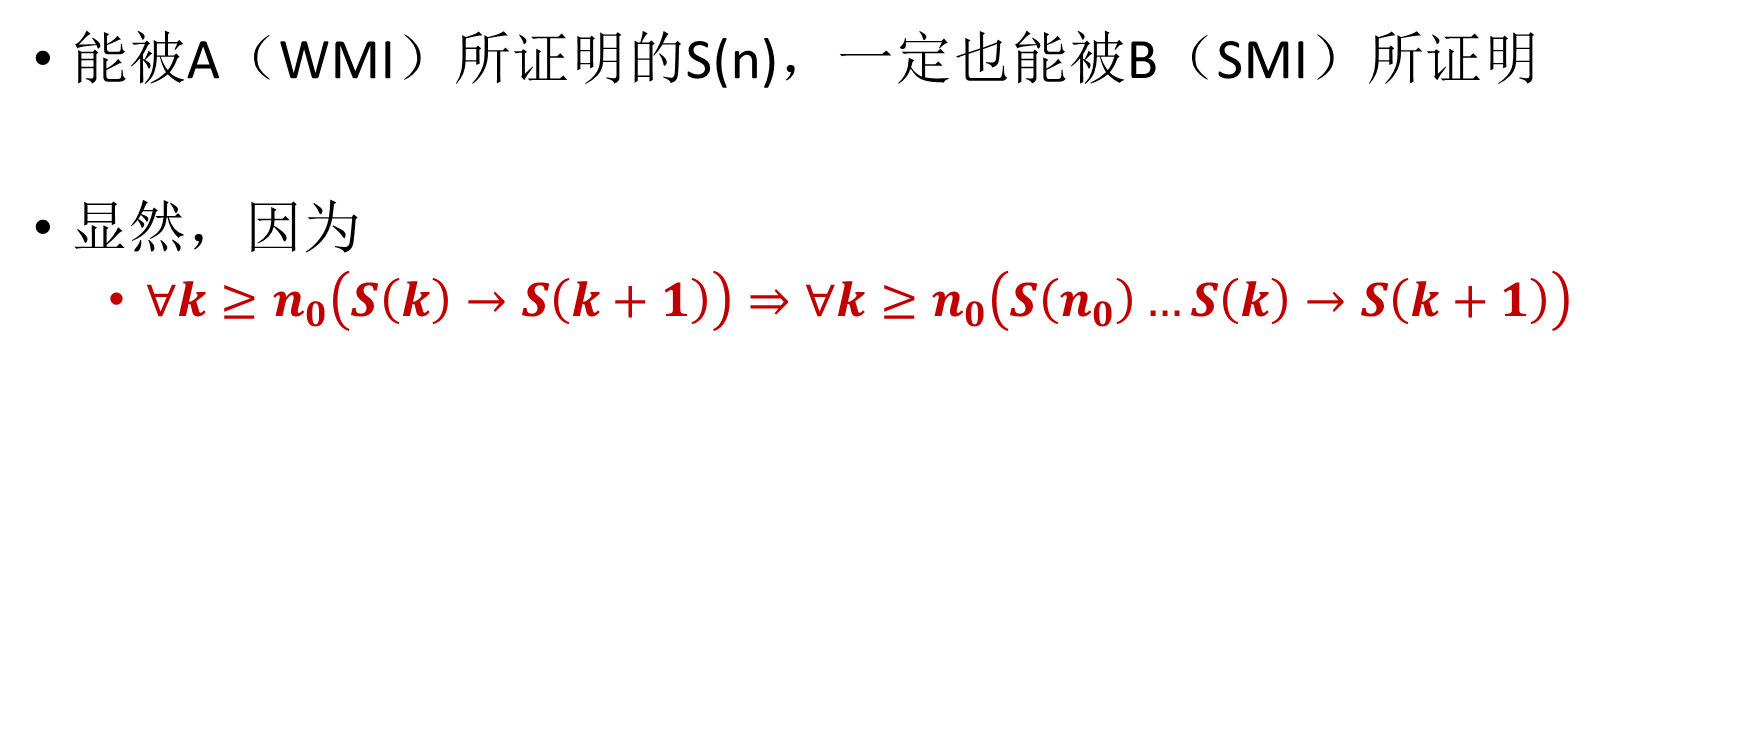 • 能被A（WMI）所证明的S(n)，一定也能被B（SMI）所证明
• 显然，因为
• ∀k ≥ n₀(S(k) → S(k + 1)) ⇒ ∀k ≥ n₀(S(n₀) … S(k) → S(k + 1))